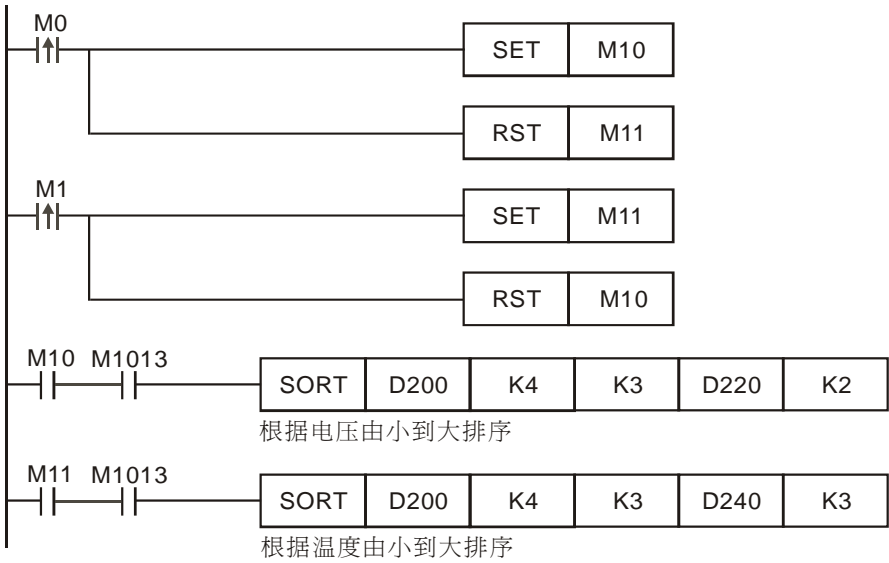 M0
SET M10
RST M11
M1
SET M11
RST M10
M10 M1013
SORT D200 K4 K3 D220 K2
根据电压由小到大排序
M11 M1013
SORT D200 K4 K3 D240 K3
根据温度由小到大排序